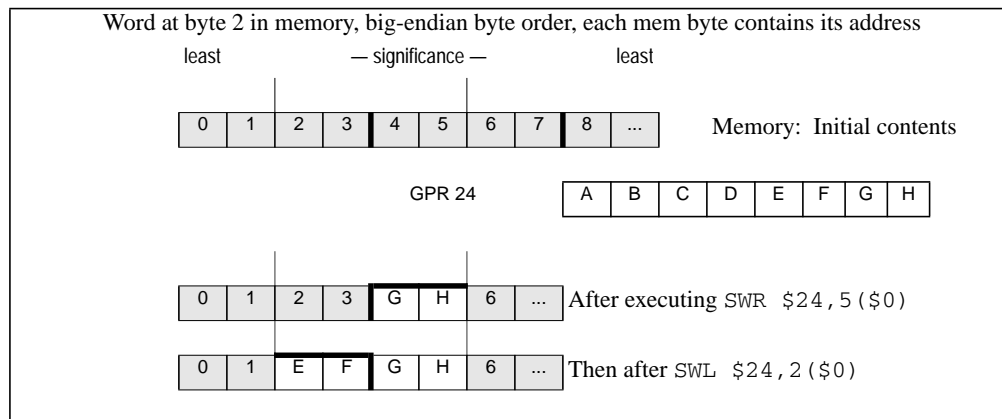 Word at byte 2 in memory, big-endian byte order, each mem byte contains its address
least — significance — least
0 1 2 3 4 5 6 7 8 ... Memory: Initial contents
GPR 24 A B C D E F G H
0 1 2 3 G H 6 ... After executing SWR $24,5($0)
0 1 E F G H 6 ... Then after SWL $24,2($0)